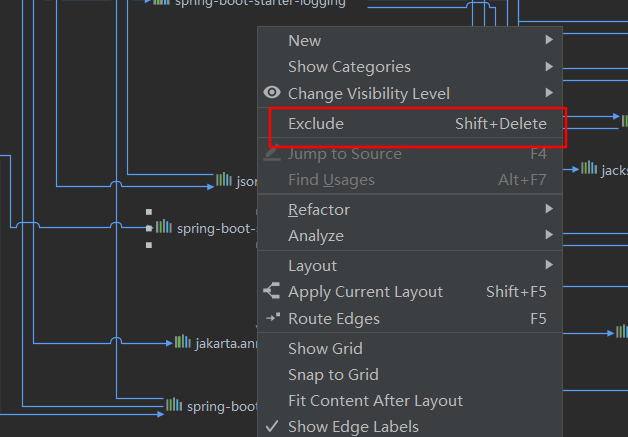 spring-boot-starter-logging
New
Show Categories
Change Visibility Level
Exclude Shift+Delete
Jump to Source F4
Find Usages Alt+F7
Refactor
Analyze
Layout
Apply Current Layout Shift+F5
Route Edges F5
Show Grid
Snap to Grid
Fit Content After Layout
Show Edge Labels
json
spring-boot-
jakarta.ann
spring-boot
jacks